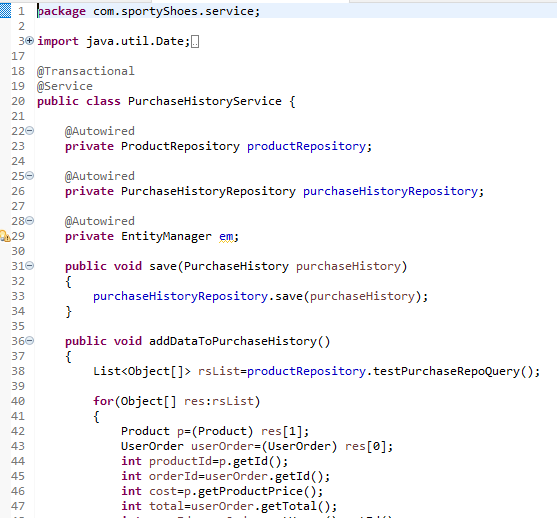 1 package com.sportyShoes.service;
2
3 import java.util.Date;
17
18 @Transactional
19 @Service
20 public class PurchaseHistoryService {
21
22 @Autowired
23 private ProductRepository productRepository;
24
25 @Autowired
26 private PurchaseHistoryRepository purchaseHistoryRepository;
27
28 @Autowired
29 private EntityManager em;
30
31 public void save(PurchaseHistory purchaseHistory)
32 {
33 purchaseHistoryRepository.save(purchaseHistory);
34 }
35
36 public void addDataToPurchaseHistory()
37 {
38 List<Object[]> rsList=productRepository.testPurchaseRepoQuery();
39
40 for(Object[] res:rsList)
41 {
42 Product p=(Product) res[1];
43 UserOrder userOrder=(UserOrder) res[0];
44 int productId=p.getId();
45 int orderId=userOrder.getId();
46 int cost=p.getProductPrice();
47 int total=userOrder.getTotal();